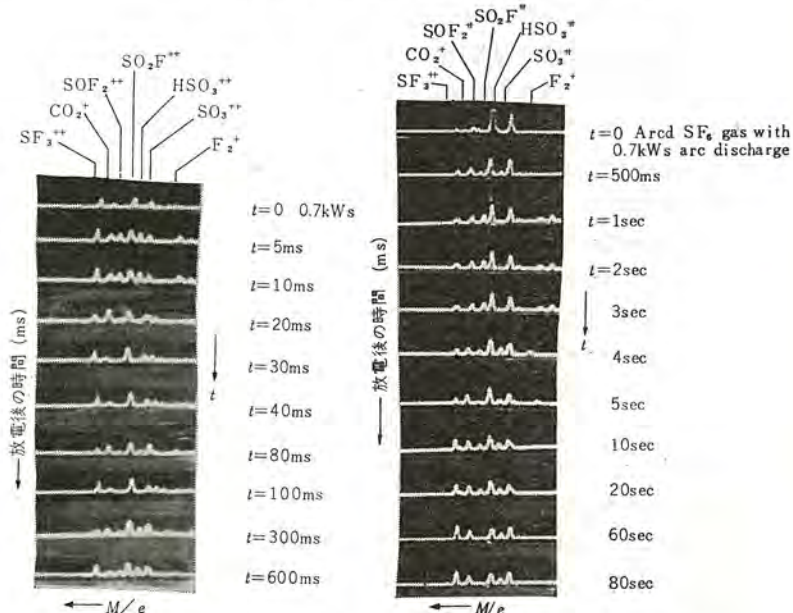 SO₂F⁺⁺
SOF₂⁺⁺
HSO₃⁺⁺
CO₂⁺
SO₃⁺⁺
SF₃⁺⁺
F₂⁺
t=0 0.7kWs
t=5ms
t=10ms
t=20ms
t=30ms
t=40ms
t=80ms
t=100ms
t=300ms
t=600ms
放電後の時間 (ms)
t
M/e
SO₂F⁺⁺
SOF₂⁺⁺
HSO₃⁺⁺
CO₂⁺
SO₃⁺⁺
SF₃⁺⁺
F₂⁺
t=0 Arcd SF₆ gas with
0.7kWs arc discharge
t=500ms
t=1sec
t=2sec
3sec
4sec
5sec
10sec
20sec
60sec
80sec
放電後の時間 (ms)
t
M/e